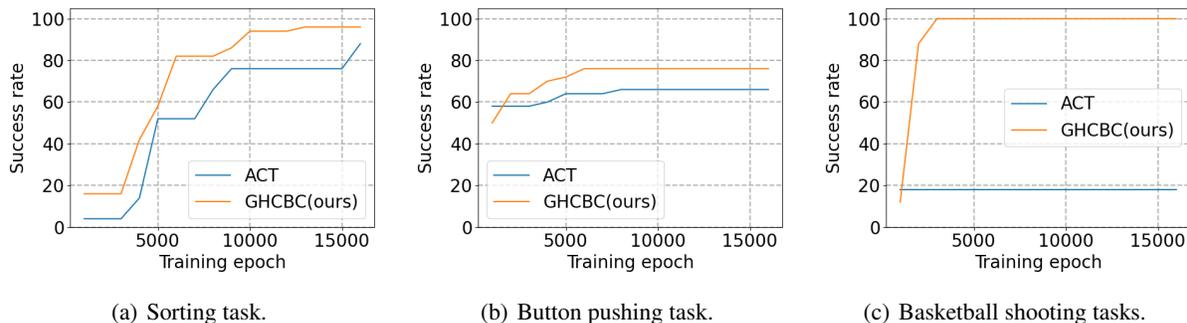 100
80
60
40
20
0
Success rate
ACT
GHCBC(ours)
5000 10000 15000
Training epoch
(a) Sorting task.
100
80
60
40
20
0
Success rate
ACT
GHCBC(ours)
5000 10000 15000
Training epoch
(b) Button pushing task.
100
80
60
40
20
0
Success rate
ACT
GHCBC(ours)
5000 10000 15000
Training epoch
(c) Basketball shooting tasks.